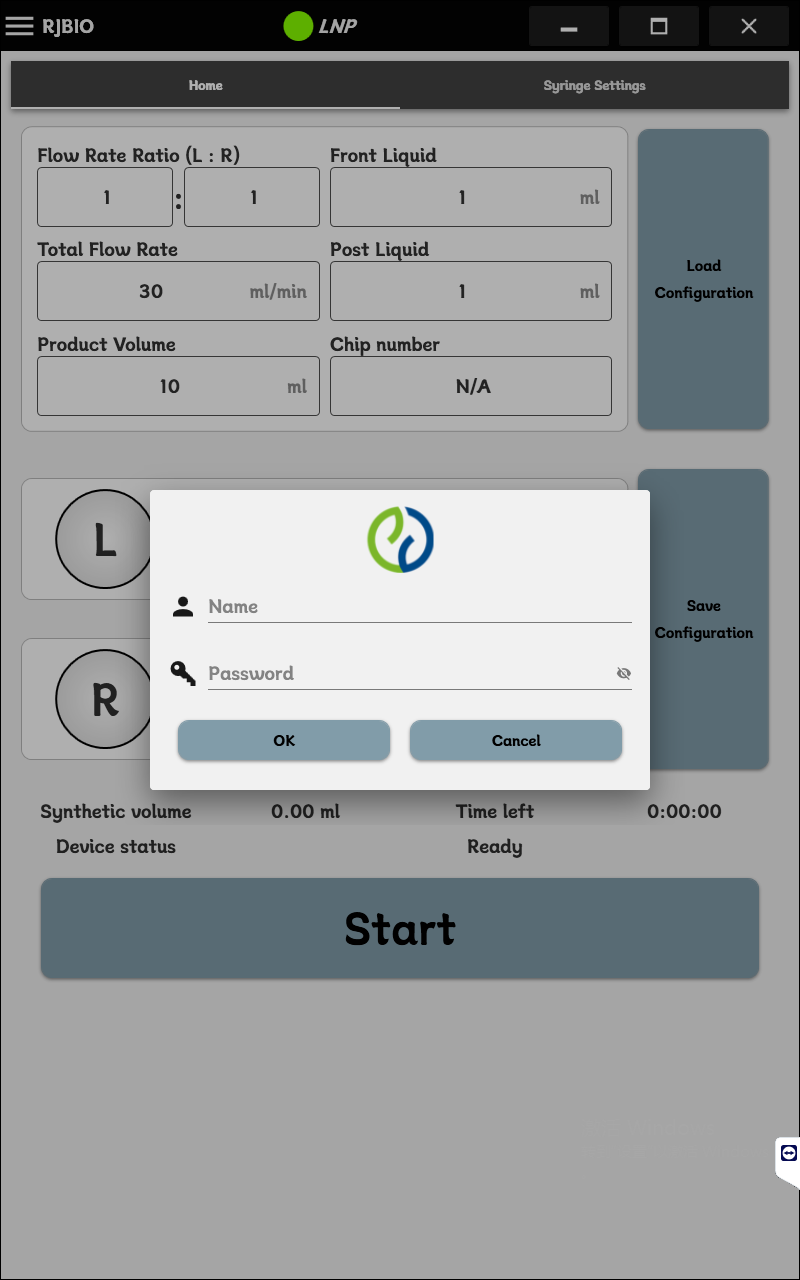 RJBIO
LNP
Home
Syringe Settings
Flow Rate Ratio (L : R)
1 : 1
Front Liquid
1 ml
Total Flow Rate
30 ml/min
Post Liquid
1 ml
Product Volume
10 ml
Chip number
N/A
Load
Configuration
L
R
Save
Configuration
Name
Password
OK
Cancel
Synthetic volume 0.00 ml Time left 0:00:00
Device status Ready
Start